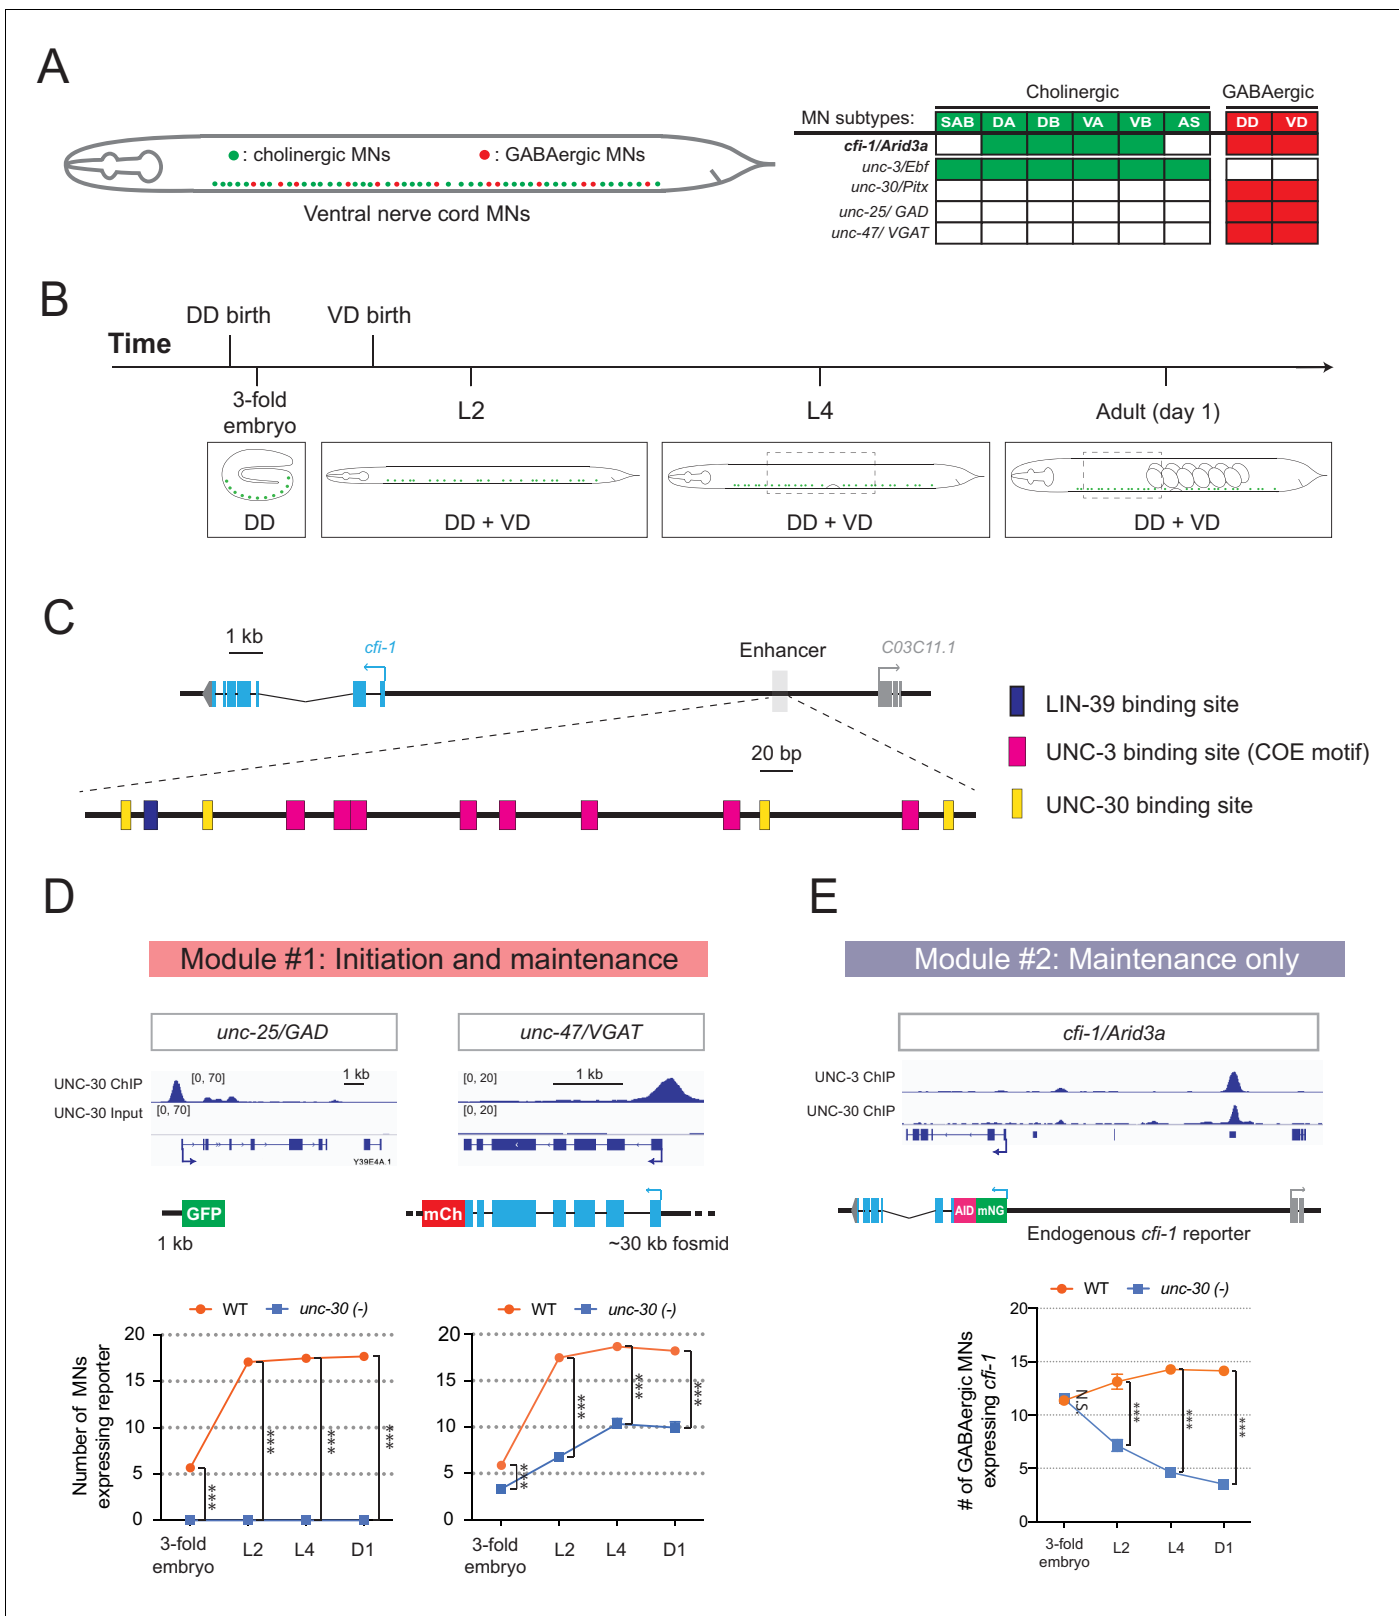 A
Cholinergic GABAergic
MN subtypes: SAB DA DB VA VB AS DD VD
cfi-1/Arid3a
unc-3/Ebf
unc-30/Pitx
unc-25/ GAD
unc-47/ VGAT
: cholinergic MNs : GABAergic MNs
Ventral nerve cord MNs
B
DD birth VD birth
Time
3-fold
embryo
L2 L4 Adult (day 1)
DD DD + VD DD + VD DD + VD
C
1 kb cfi-1 Enhancer C03C11.1
20 bp
LIN-39 binding site
UNC-3 binding site (COE motif)
UNC-30 binding site
D
Module #1: Initiation and maintenance
unc-25/GAD unc-47/VGAT
UNC-30 ChIP [0, 70] 1 kb [0, 20] 1 kb
UNC-30 Input [0, 70] [0, 20]
Y39E4A.1
GFP mCh
1 kb ~30 kb fosmid
WT unc-30 (-) WT unc-30 (-)
Number of MNs
expressing reporter
20 20
15 15
10 10
5 5
0 0
*** *** *** ***
*** *** *** ***
3-fold
embryo
L2 L4 D1
3-fold
embryo
L2 L4 D1
E
Module #2: Maintenance only
cfi-1/Arid3a
UNC-3 ChIP
UNC-30 ChIP
AID mNG
Endogenous cfi-1 reporter
WT unc-30 (-)
# of GABAergic MNs
expressing cfi-1
20
15
10
5
0
N.S. *** *** ***
3-fold
embryo
L2 L4 D1